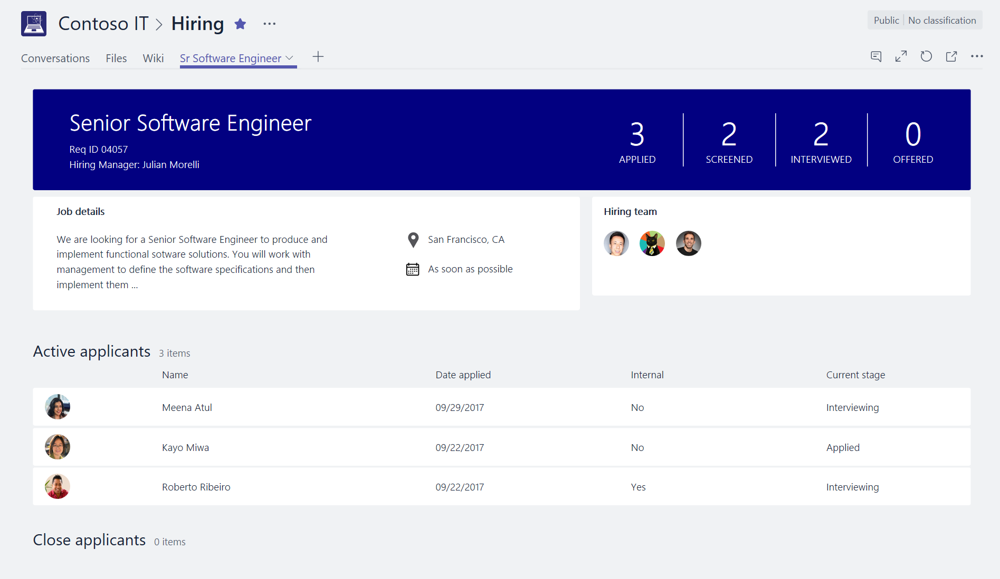 Contoso IT > Hiring
Public | No classification
Conversations Files Wiki Sr Software Engineer
Senior Software Engineer
Req ID 04057
Hiring Manager: Julian Morelli
3
APPLIED
2
SCREENED
2
INTERVIEWED
0
OFFERED
Job details
We are looking for a Senior Software Engineer to produce and
implement functional sotware solutions. You will work with
management to define the software specifications and then
implement them ...
San Francisco, CA
As soon as possible
Hiring team
Active applicants 3 items
Name Date applied Internal Current stage
Meena Atul 09/29/2017 No Interviewing
Kayo Miwa 09/22/2017 No Applied
Roberto Ribeiro 09/22/2017 Yes Interviewing
Close applicants 0 items